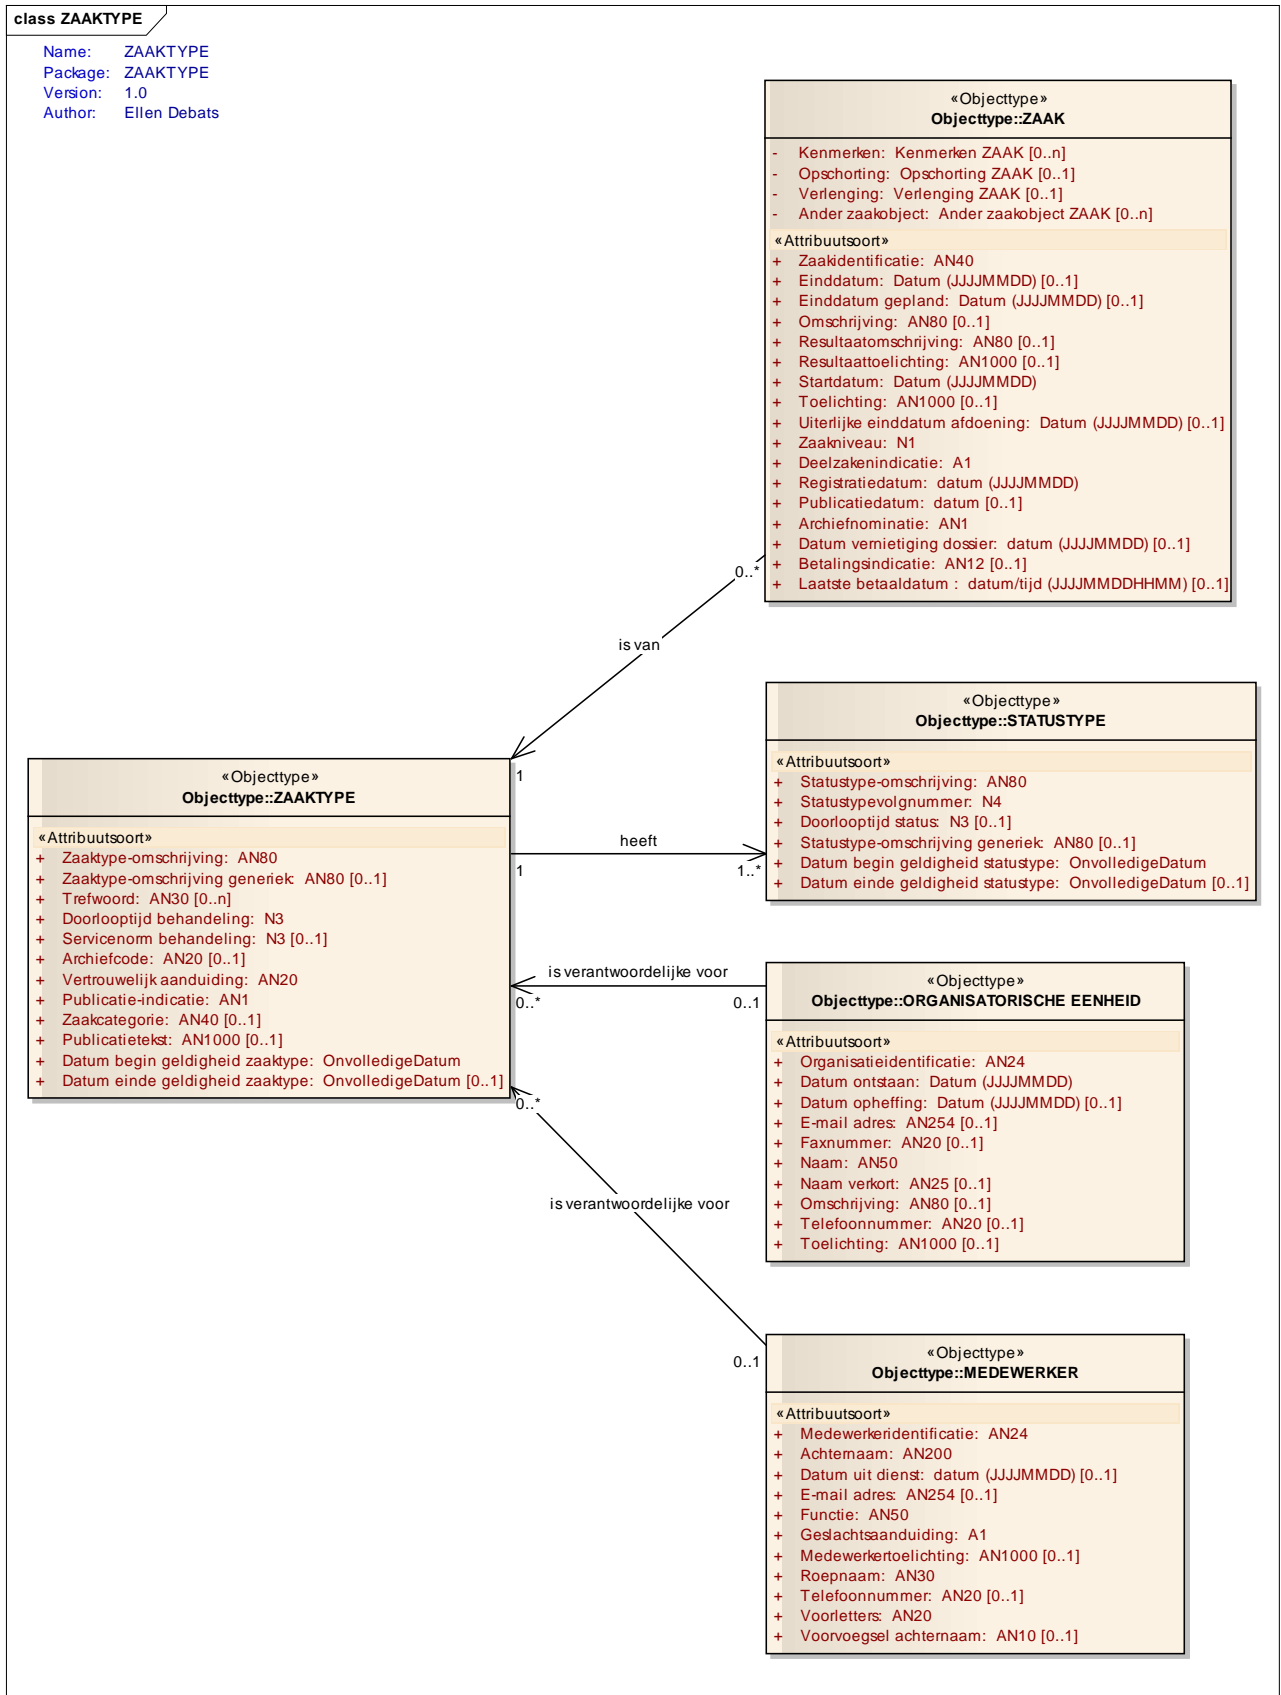 class ZAAKTYPE
Name: ZAAKTYPE
Package: ZAAKTYPE
Version: 1.0
Author: Ellen Debats
«Objecttype»
Objecttype::ZAAK
- Kenmerken: Kenmerken ZAAK [0..n]
- Opschorting: Opschorting ZAAK [0..1]
- Verlenging: Verlenging ZAAK [0..1]
- Ander zaakobject: Ander zaakobject ZAAK [0..n]
«Attribuutsoort»
+ Zaakidentificatie: AN40
+ Einddatum: Datum (JJJJMMDD) [0..1]
+ Einddatum gepland: Datum (JJJJMMDD) [0..1]
+ Omschrijving: AN80 [0..1]
+ Resultaatomschrijving: AN80 [0..1]
+ Resultaattoelichting: AN1000 [0..1]
+ Startdatum: Datum (JJJJMMDD)
+ Toelichting: AN1000 [0..1]
+ Uiterlijke einddatum afdoening: Datum (JJJJMMDD) [0..1]
+ Zaakniveau: N1
+ Deelzakenindicatie: A1
+ Registratiedatum: datum (JJJJMMDD)
+ Publicatiedatum: datum [0..1]
+ Archiefnominatie: AN1
+ Datum vernietiging dossier: datum (JJJJMMDD) [0..1]
+ Betalingsindicatie: AN12 [0..1]
+ Laatste betaaldatum : datum/tijd (JJJJMMDDHHMM) [0..1]
0..*
is van
1
«Objecttype»
Objecttype::STATUSTYPE
«Attribuutsoort»
+ Statustype-omschrijving: AN80
+ Statustypevolgnummer: N4
+ Doorlooptijd status: N3 [0..1]
+ Statustype-omschrijving generiek: AN80 [0..1]
+ Datum begin geldigheid statustype: OnvolledigeDatum
+ Datum einde geldigheid statustype: OnvolledigeDatum [0..1]
«Objecttype»
Objecttype::ZAAKTYPE
«Attribuutsoort»
+ Zaaktype-omschrijving: AN80
+ Zaaktype-omschrijving generiek: AN80 [0..1]
+ Trefwoord: AN30 [0..n]
+ Doorlooptijd behandeling: N3
+ Servicenorm behandeling: N3 [0..1]
+ Archiefcode: AN20 [0..1]
+ Vertrouwelijk aanduiding: AN20
+ Publicatie-indicatie: AN1
+ Zaakcategorie: AN40 [0..1]
+ Publicatietekst: AN1000 [0..1]
+ Datum begin geldigheid zaaktype: OnvolledigeDatum
+ Datum einde geldigheid zaaktype: OnvolledigeDatum [0..1]
heeft
1
1..*
is verantwoordelijke voor
0..*
0..1
«Objecttype»
Objecttype::ORGANISATORISCHE EENHEID
«Attribuutsoort»
+ Organisatieidentificatie: AN24
+ Datum ontstaan: Datum (JJJJMMDD)
+ Datum opheffing: Datum (JJJJMMDD) [0..1]
+ E-mail adres: AN254 [0..1]
+ Faxnummer: AN20 [0..1]
+ Naam: AN50
+ Naam verkort: AN25 [0..1]
+ Omschrijving: AN80 [0..1]
+ Telefoonnummer: AN20 [0..1]
+ Toelichting: AN1000 [0..1]
0..*
is verantwoordelijke voor
0..1
«Objecttype»
Objecttype::MEDEWERKER
«Attribuutsoort»
+ Medewerkeridentificatie: AN24
+ Achternaam: AN200
+ Datum uit dienst: datum (JJJJMMDD) [0..1]
+ E-mail adres: AN254 [0..1]
+ Functie: AN50
+ Geslachtsaanduiding: A1
+ Medewerkertoelichting: AN1000 [0..1]
+ Roepnaam: AN30
+ Telefoonnummer: AN20 [0..1]
+ Voorletters: AN20
+ Voorvoegsel achternaam: AN10 [0..1]